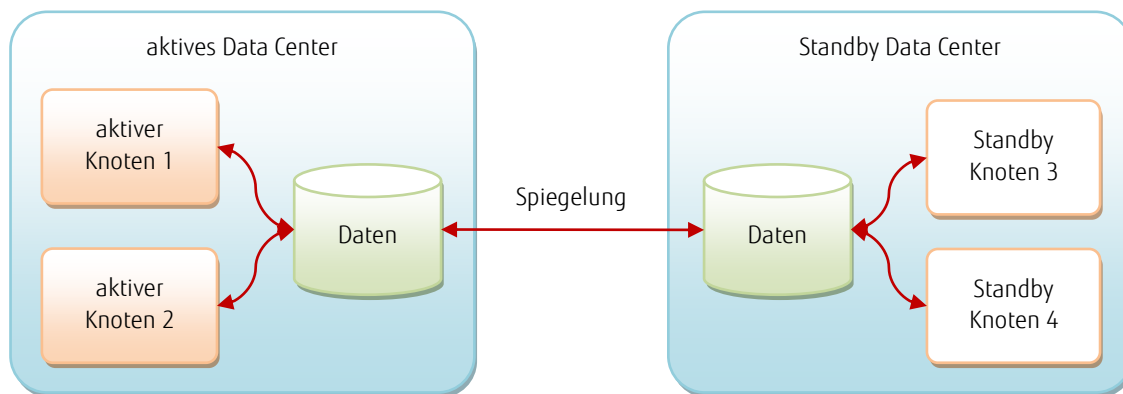 aktives Data Center
aktiver
Knoten 1
aktiver
Knoten 2
Daten
Spiegelung
Standby Data Center
Daten
Standby
Knoten 3
Standby
Knoten 4